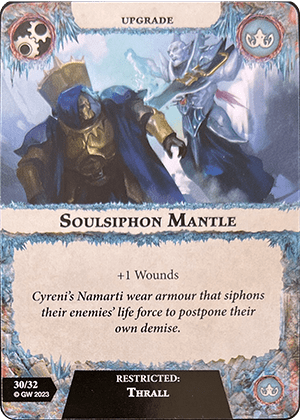 UPGRADE
SOULSIPHON MANTLE
+1 Wounds
Cyreni's Namarti wear armour that siphons
their enemies' life force to postpone their
own demise.
30/32
© GW 2023
RESTRICTED:
THRALL